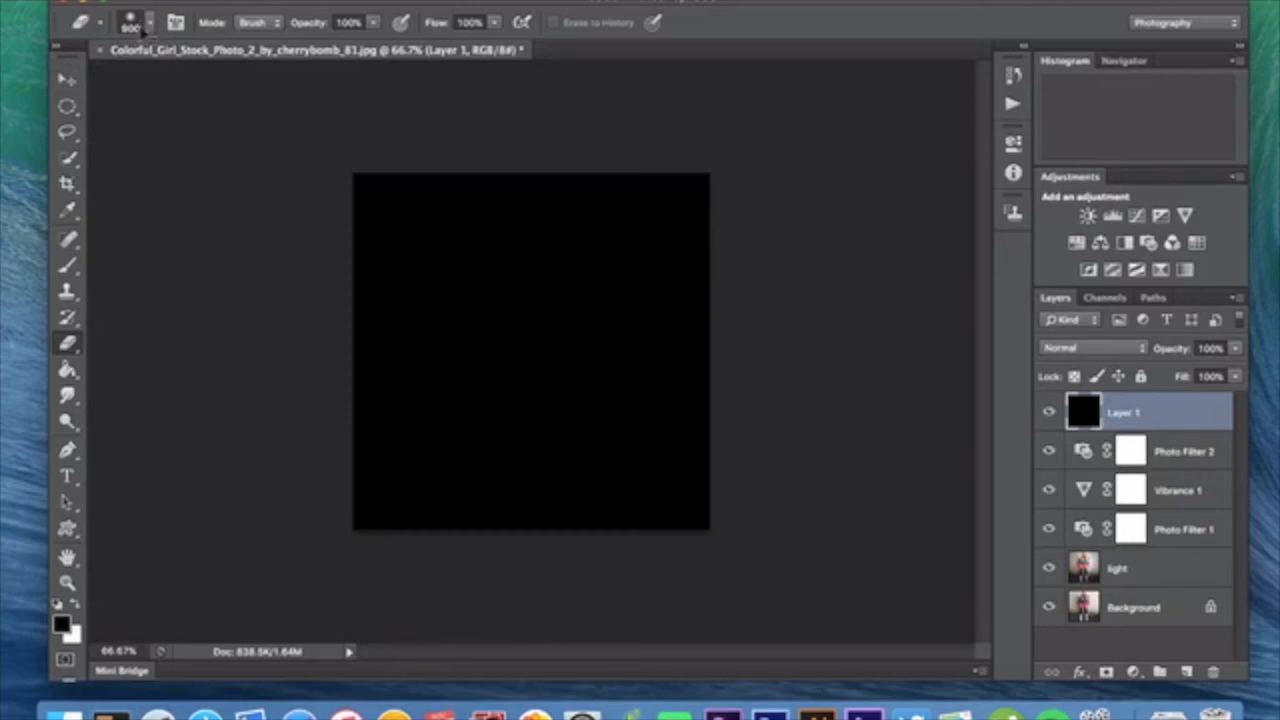 900
Mode: Brush Opacity: 100% Flow: 100% Erase to History Photography
Colorful_Girl_Stock_Photo_2_by_cherrybomb_81.jpg @ 66.7% (Layer 1, RGB/8#) *
Histogram Navigator
Adjustments
Add an adjustment
Layers Channels Paths
Kind
Normal Opacity: 100%
Lock: Fill: 100%
Layer 1
Photo Filter 2
Vibrance 1
Photo Filter 1
light
Background
66.67% Doc: 838.5K/1.64M
Mini Bridge